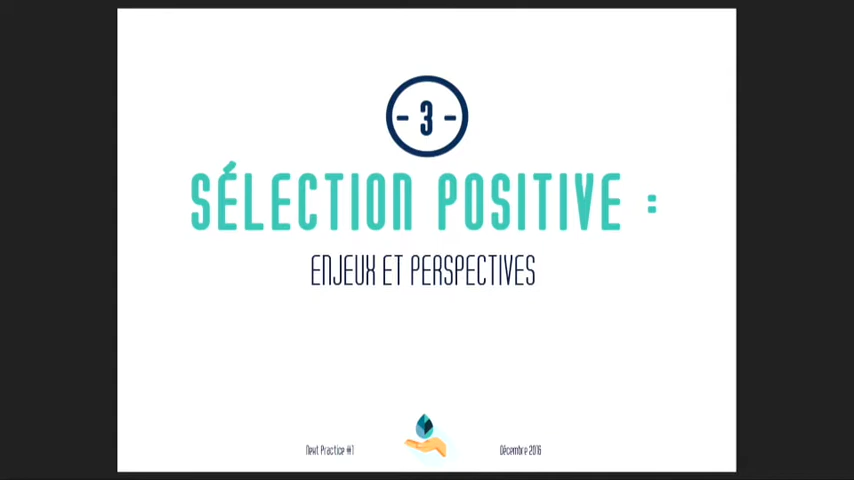 - 3 -
SÉLECTION POSITIVE :
ENJEUX ET PERSPECTIVES
Next Practice #1
Décembre 2016